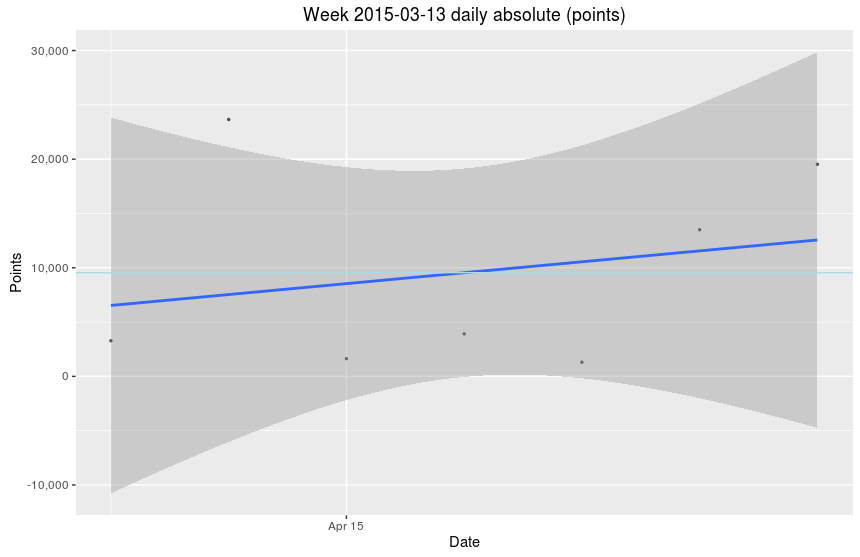 Week 2015-03-13 daily absolute (points)
Points
30,000
20,000
10,000
0
-10,000
Apr 15
Date